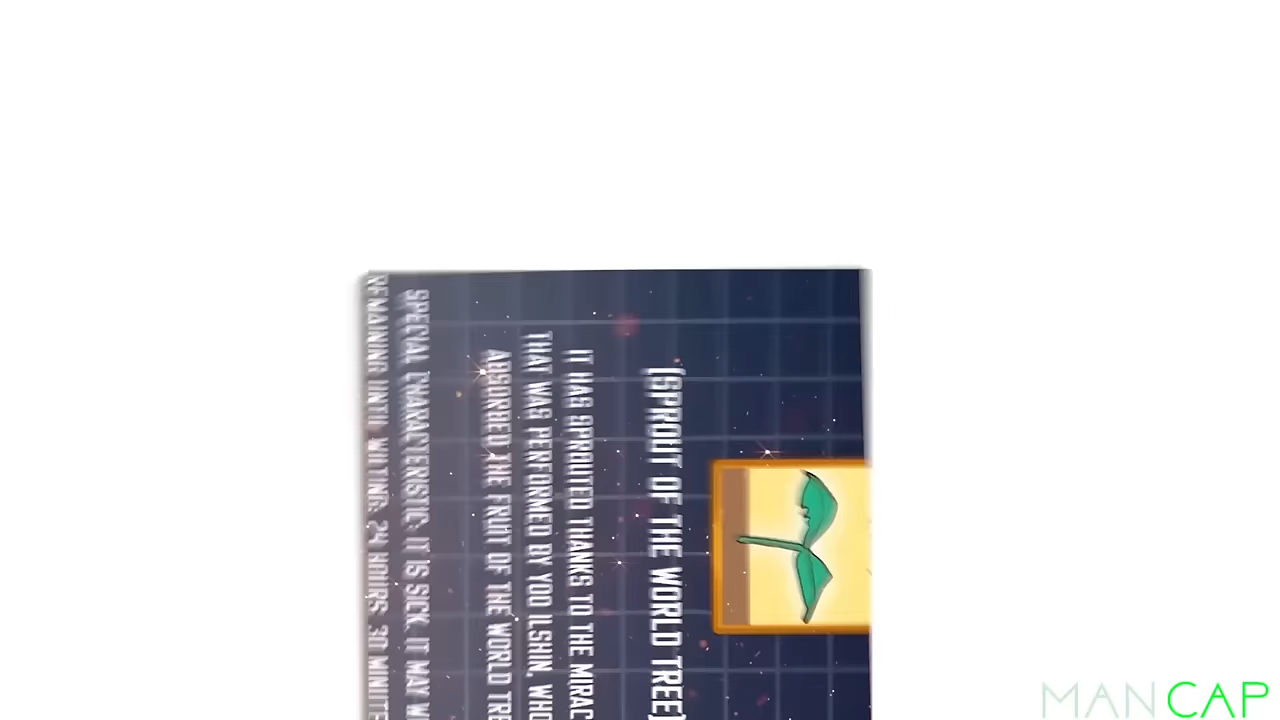 [SPROUT OF THE WORLD TREE]
IT HAS SPROUTED THANKS TO THE MIRAC
THAT WAS PERFORMED BY YOO ILSHIN, WHO
ABSORBED THE FRUIT OF THE WORLD TRE
SPECIAL CHARACTERISTIC: IT IS SICK. IT MAY WI
REMAINING UNTIL WILTING: 24 HOURS 30 MINUTE
MANCAP